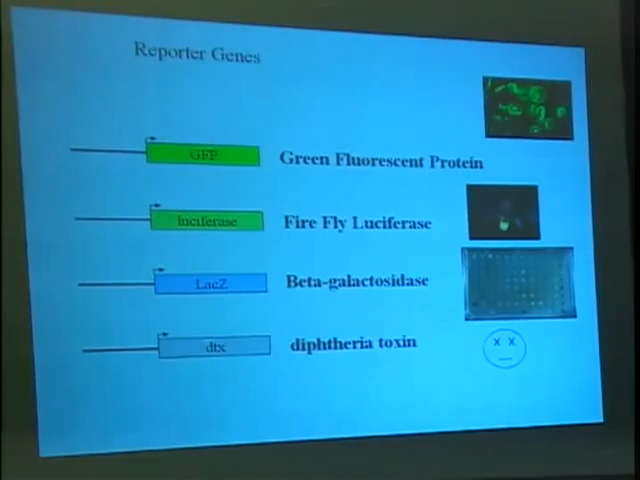 Reporter Genes
GFP Green Fluorescent Protein
luciferase Fire Fly Luciferase
LacZ Beta-galactosidase
dtx diphtheria toxin
x x